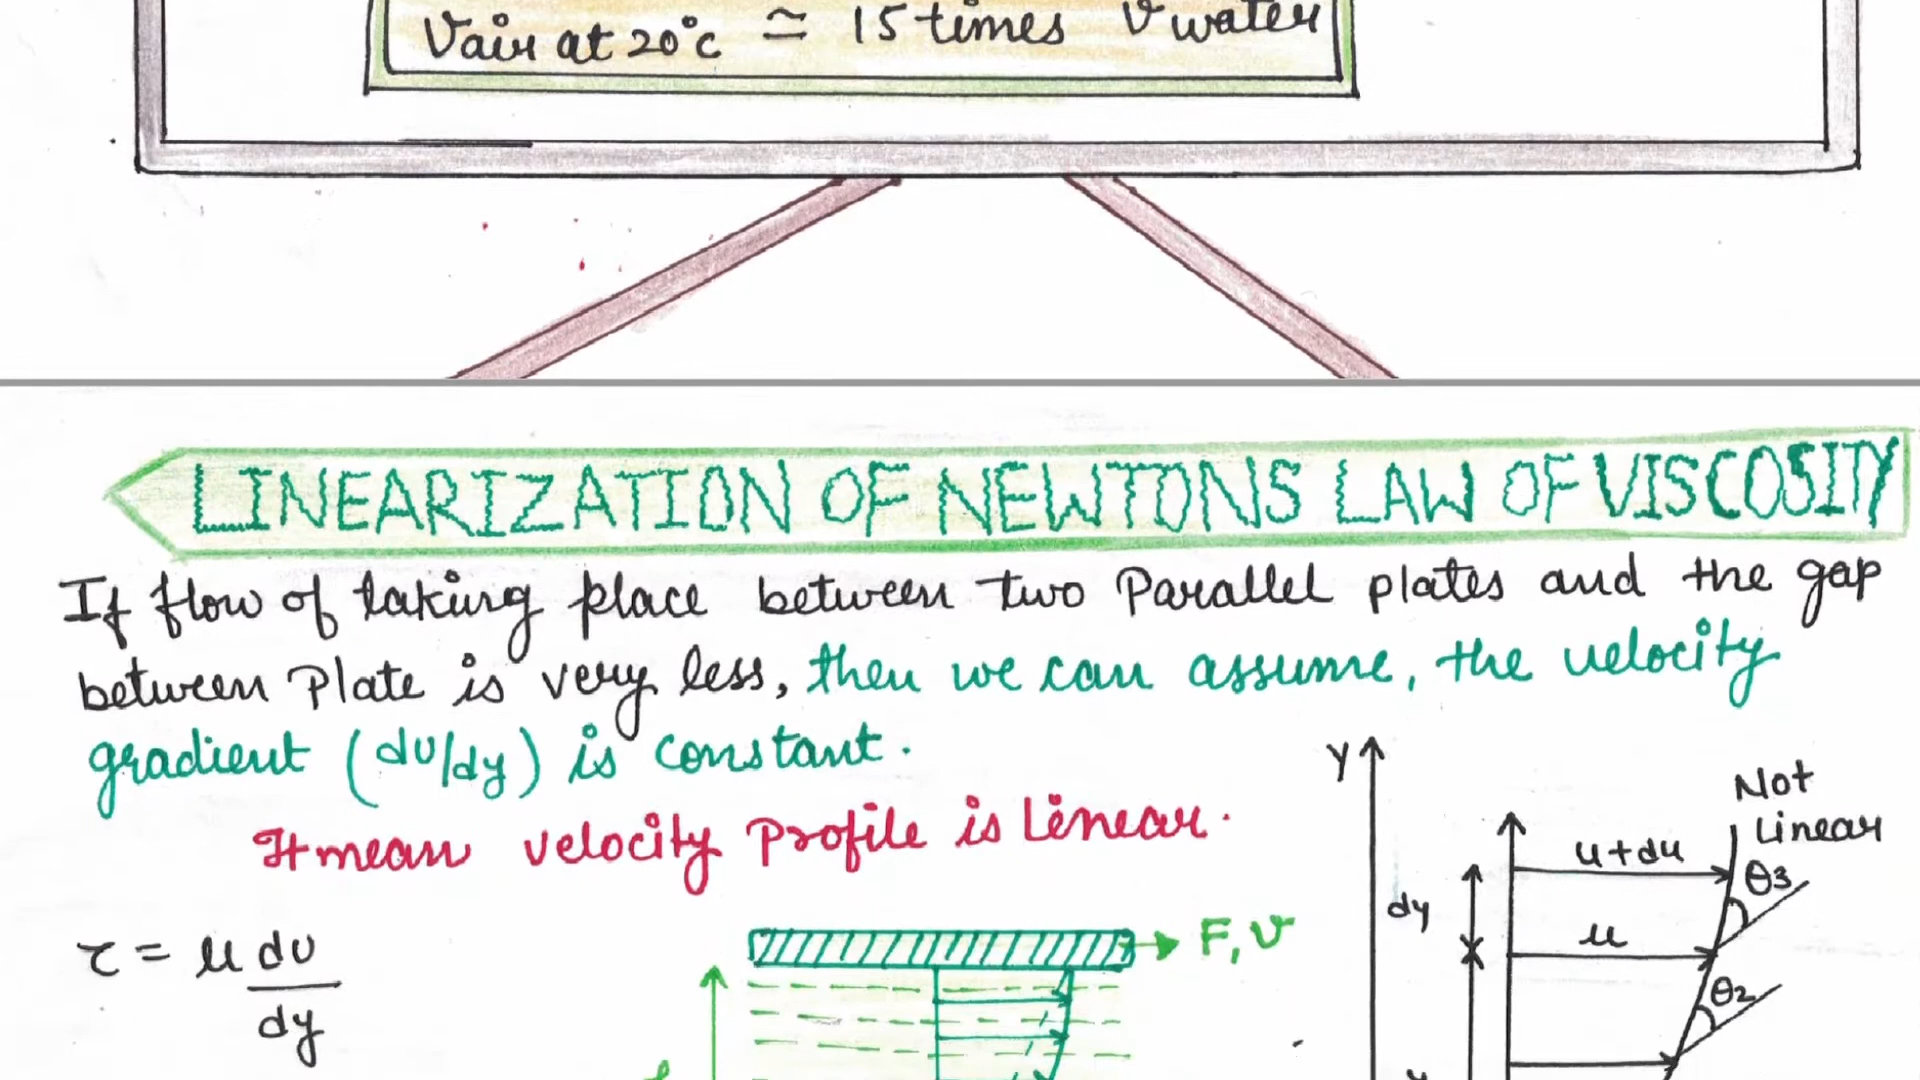 νair at 20°c ≃ 15 times ν water
LINEARIZATION OF NEWTONS LAW OF VISCOSITY
If flow of taking place between two Parallel plates and the gap
between Plate is very less, then we can assume, the velocity
gradient (du/dy) is constant.
It mean velocity Profile is Linear.
τ = μ du
dy
F, v
y
Not
Linear
u+du
θ3
dy
u
θ2